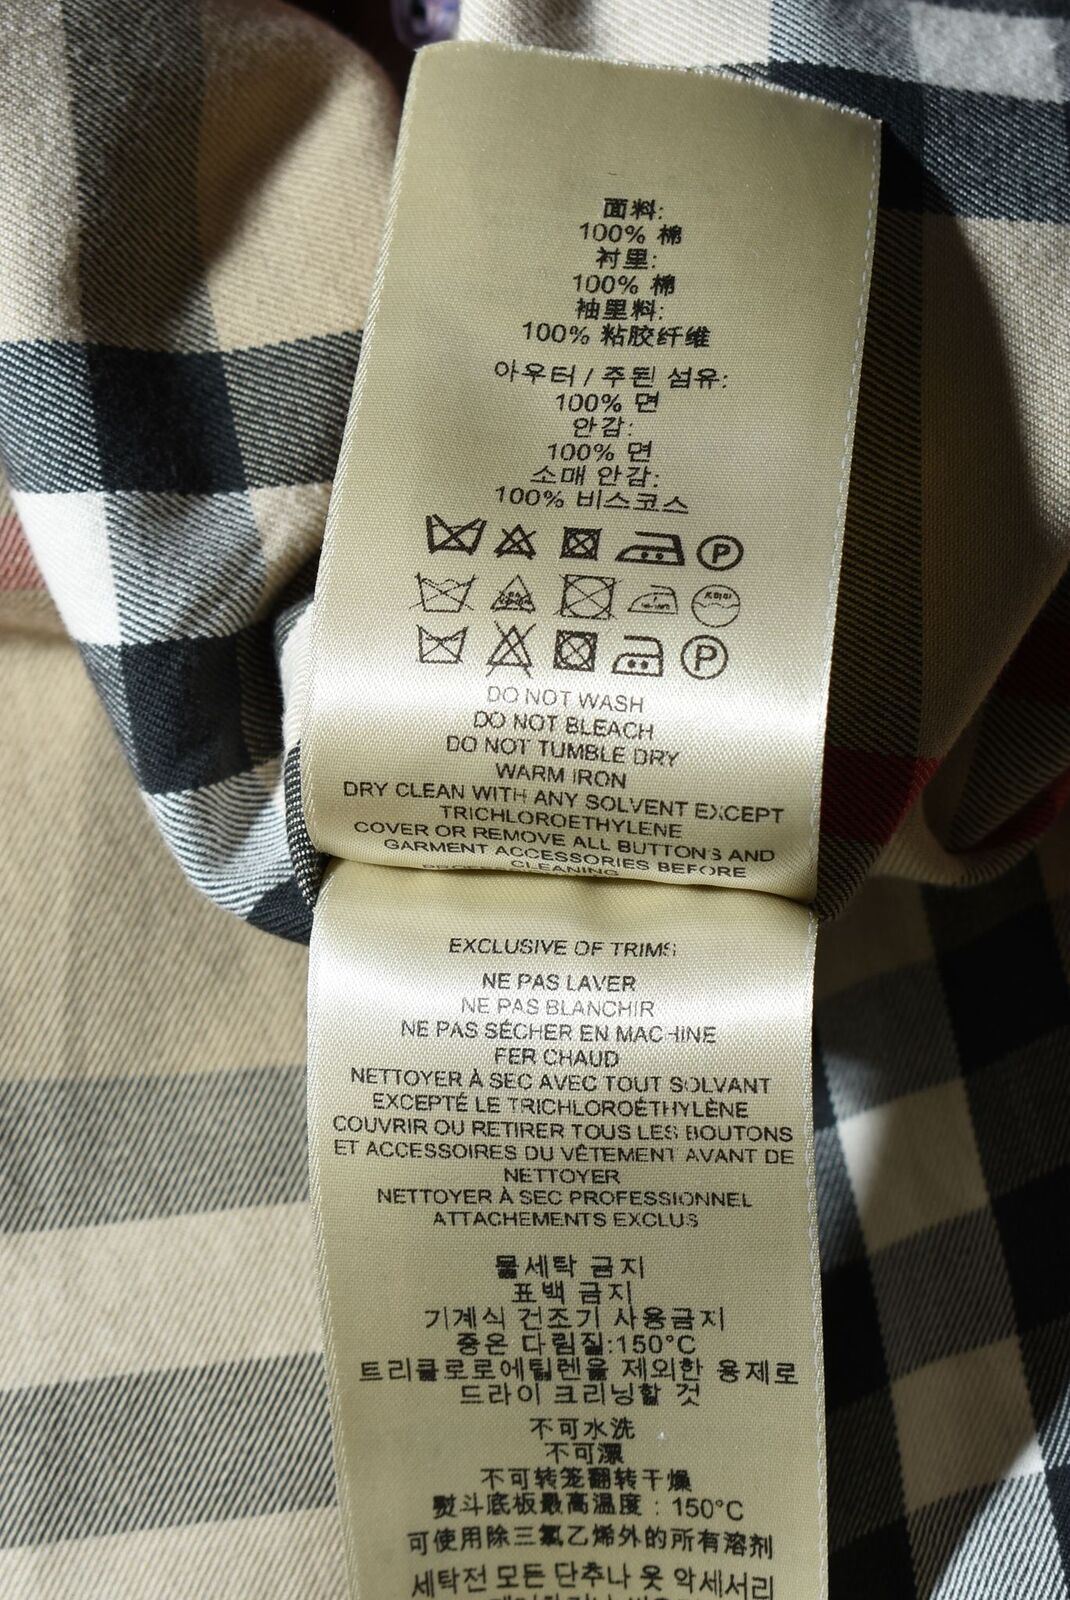 面料:
100% 棉
衬里:
100% 棉
袖里料:
100% 粘胶纤维
아우터 / 주된 섬유:
100% 면
안감:
100% 면
소매 안감:
100% 비스코스
P
P
DO NOT WASH
DO NOT BLEACH
DO NOT TUMBLE DRY
WARM IRON
DRY CLEAN WITH ANY SOLVENT EXCEPT
TRICHLOROETHYLENE
COVER OR REMOVE ALL BUTTONS AND
GARMENT ACCESSORIES BEFORE
CLEANING
EXCLUSIVE OF TRIMS
NE PAS LAVER
NE PAS BLANCHIR
NE PAS SÉCHER EN MACHINE
FER CHAUD
NETTOYER À SEC AVEC TOUT SOLVANT
EXCEPTÉ LE TRICHLOROÉTHYLÈNE
COUVRIR OU RETIRER TOUS LES BOUTONS
ET ACCESSOIRES DU VÊTEMENT AVANT DE
NETTOYER
NETTOYER À SEC PROFESSIONNEL
ATTACHEMENTS EXCLUS
물세탁 금지
표백 금지
기계식 건조기 사용금지
중온 다림질:150°C
트리클로로에틸렌을 제외한 용제로
드라이 크리닝할 것
不可水洗
不可漂
不可转笼翻转干燥
熨斗底板最高温度：150°C
可使用除三氯乙烯外的所有溶剂
세탁전 모든 단추나 옷 악세서리